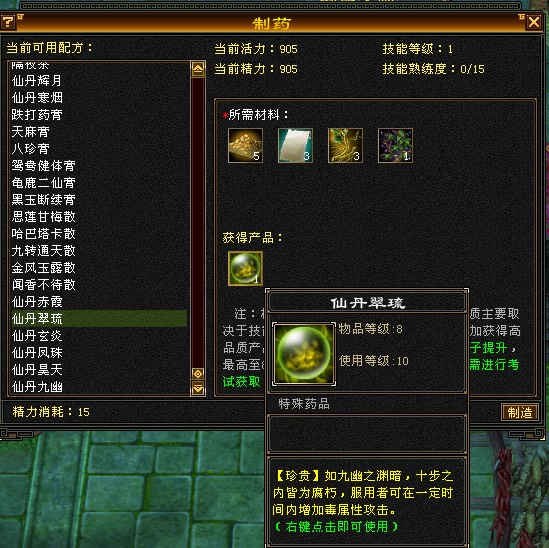 制药
当前可用配方：
当前活力：905
技能等级：1
当前精力：905
技能熟练度：0/15
仙丹辉月
仙丹寒烟
跌打药膏
天麻膏
八珍膏
鸳鸯健体膏
龟鹿二仙膏
黑玉断续膏
思莲甘梅散
哈巴塔卡散
九转通天散
金风玉露散
闻香不待散
仙丹赤霞
仙丹翠琉
仙丹玄炎
仙丹凤珠
仙丹昊天
仙丹九幽
*所需材料：
5
3
3
1
获得产品：
1
注：
质主要取
决于技
加获得高
品质产
子提升，
最高至
需进行考
试获取
仙丹翠琉
物品等级:8
使用等级:10
特殊药品
【珍贵】如九幽之渊暗，十步之
内皆为腐朽，服用者可在一定时
间内增加毒属性攻击。
（右键点击即可使用）
精力消耗：15
制造